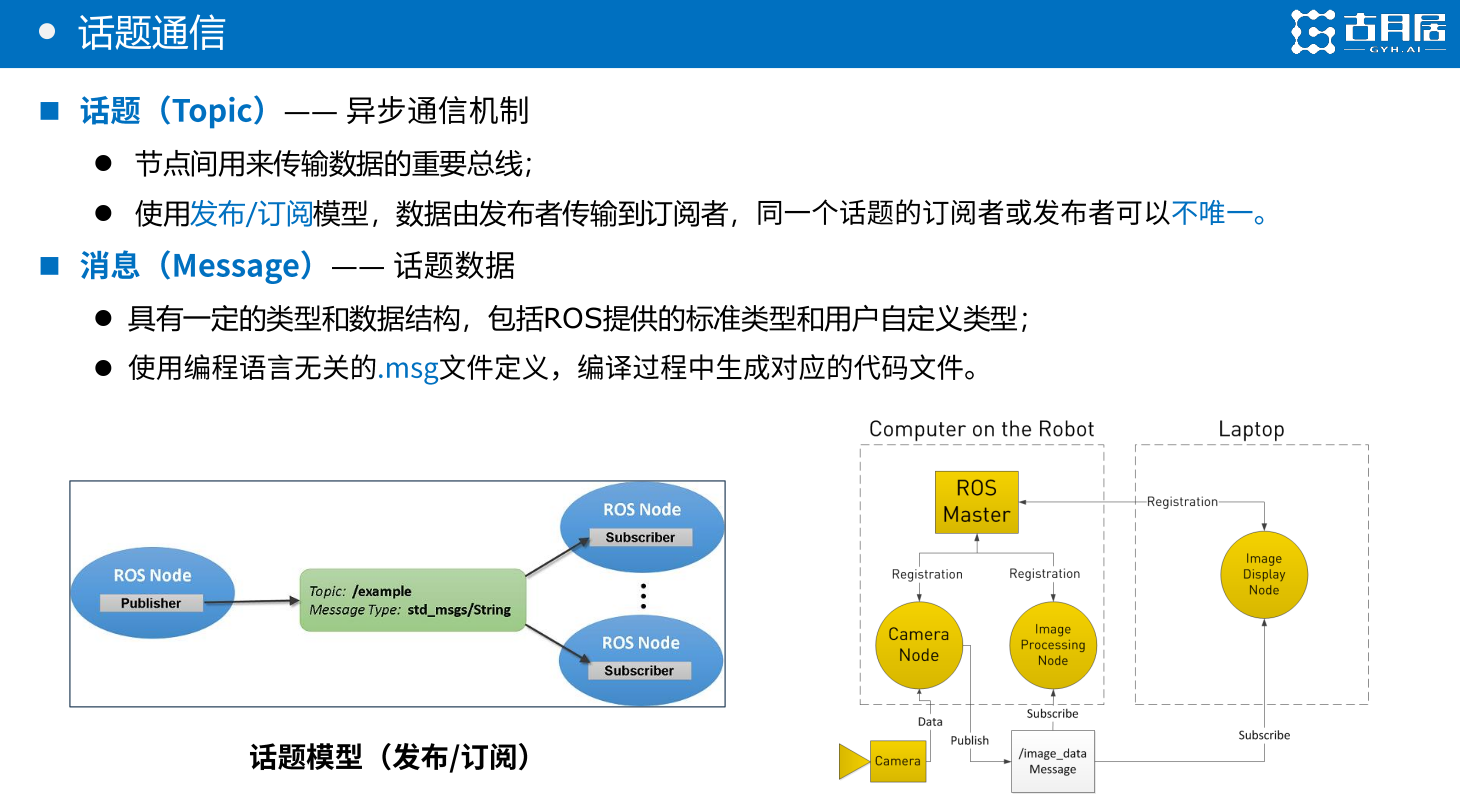 话题通信
古月居
GYH.AI
话题（Topic）—— 异步通信机制
节点间用来传输数据的重要总线；
使用发布/订阅模型，数据由发布者传输到订阅者，同一个话题的订阅者或发布者可以不唯一。
消息（Message）—— 话题数据
具有一定的类型和数据结构，包括ROS提供的标准类型和用户自定义类型；
使用编程语言无关的.msg文件定义，编译过程中生成对应的代码文件。
ROS Node
Publisher
Topic: /example
Message Type: std_msgs/String
ROS Node
Subscriber
ROS Node
Subscriber
话题模型（发布/订阅）
Computer on the Robot
Laptop
ROS
Master
Registration
Registration
Registration
Camera
Node
Image
Processing
Node
Image
Display
Node
Data
Publish
Subscribe
Subscribe
Camera
/image_data
Message